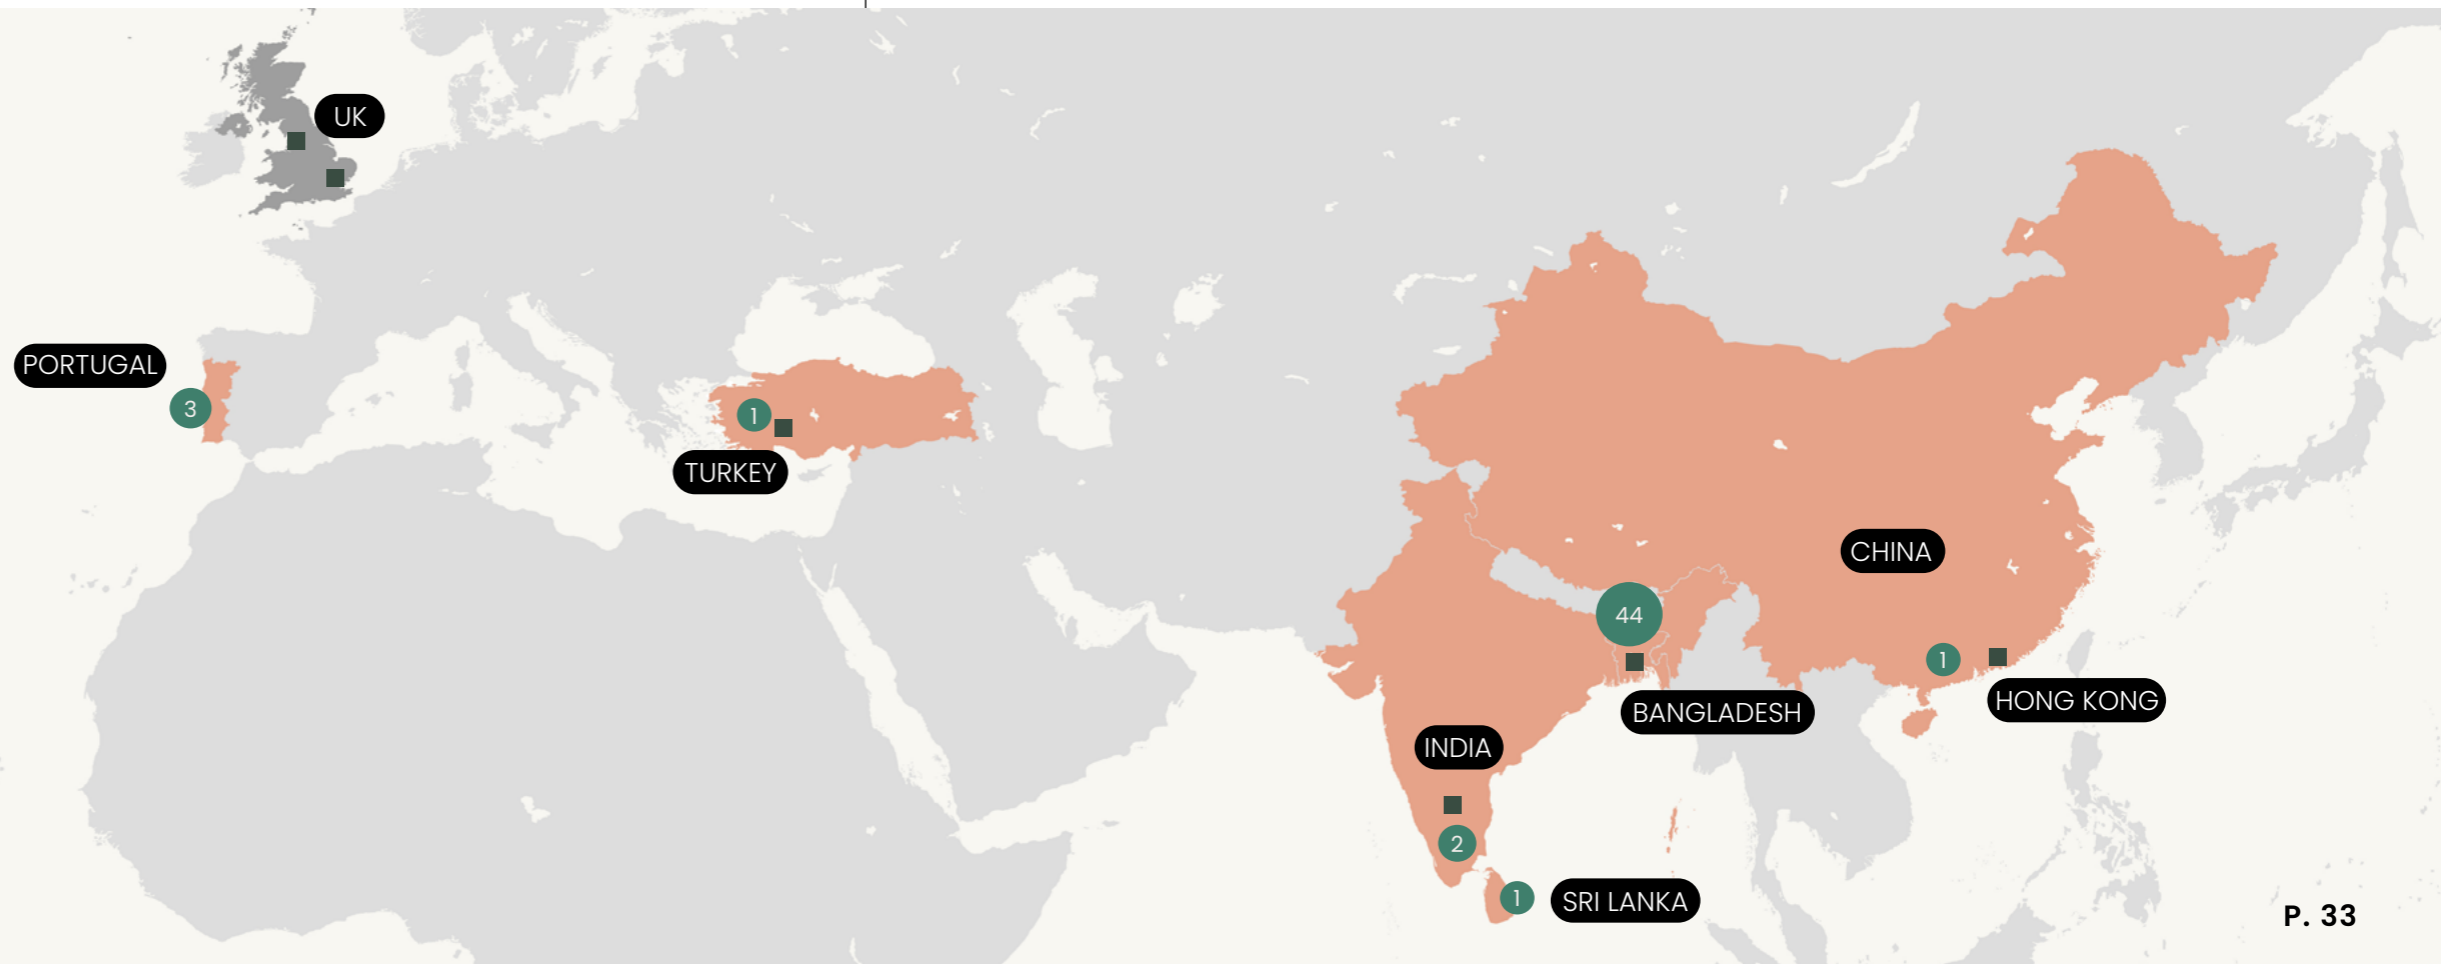 UK
PORTUGAL
3
1
TURKEY
CHINA
44
1
HONG KONG
BANGLADESH
INDIA
2
1
SRI LANKA
P. 33